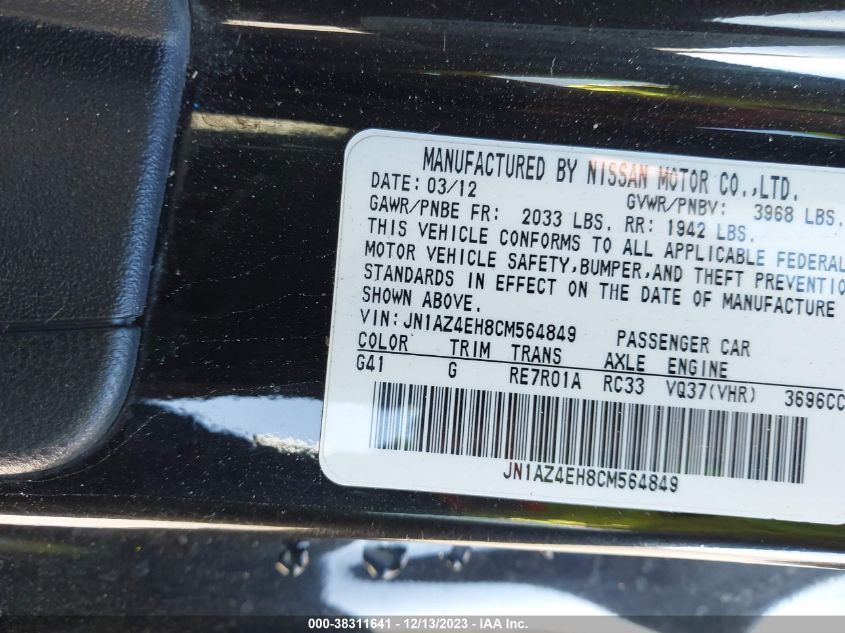 MANUFACTURED BY NISSAN MOTOR CO.,LTD.
DATE: 03/12 GVWR/PNBV: 3968 LBS.
GAWR/PNBE FR: 2033 LBS. RR: 1942 LBS.
THIS VEHICLE CONFORMS TO ALL APPLICABLE FEDERAL
MOTOR VEHICLE SAFETY,BUMPER,AND THEFT PREVENTION
STANDARDS IN EFFECT ON THE DATE OF MANUFACTURE
SHOWN ABOVE.
VIN:JN1AZ4EH8CM564849 PASSENGER CAR
COLOR TRIM TRANS AXLE ENGINE
G41 G RE7R01A RC33 VQ37(VHR) 3696CC
JN1AZ4EH8CM564849
000-38311641 - 12/13/2023 - IAAI Inc.